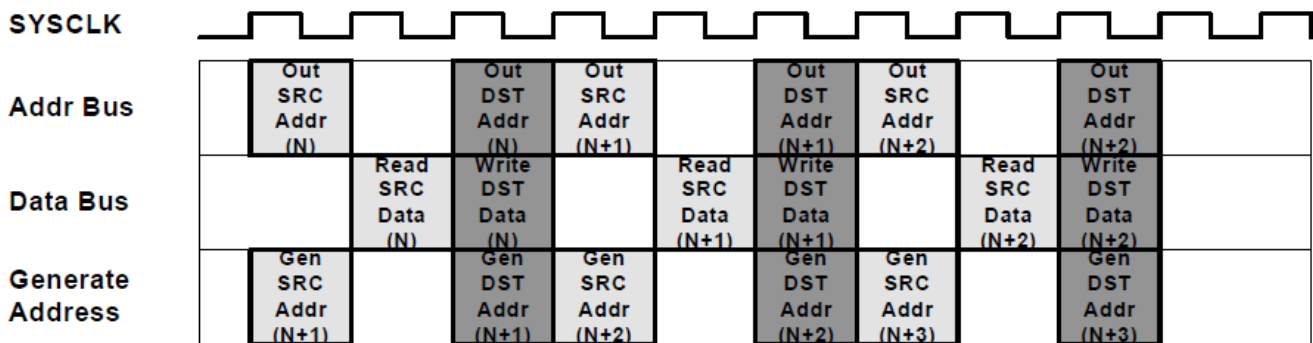 SYSCLK
Addr Bus
Out SRC Addr (N)
Out DST Addr (N)
Out SRC Addr (N+1)
Out DST Addr (N+1)
Out SRC Addr (N+2)
Out DST Addr (N+2)
Data Bus
Read SRC Data (N)
Write DST Data (N)
Read SRC Data (N+1)
Write DST Data (N+1)
Read SRC Data (N+2)
Write DST Data (N+2)
Generate Address
Gen SRC Addr (N+1)
Gen DST Addr (N+1)
Gen SRC Addr (N+2)
Gen DST Addr (N+2)
Gen SRC Addr (N+3)
Gen DST Addr (N+3)